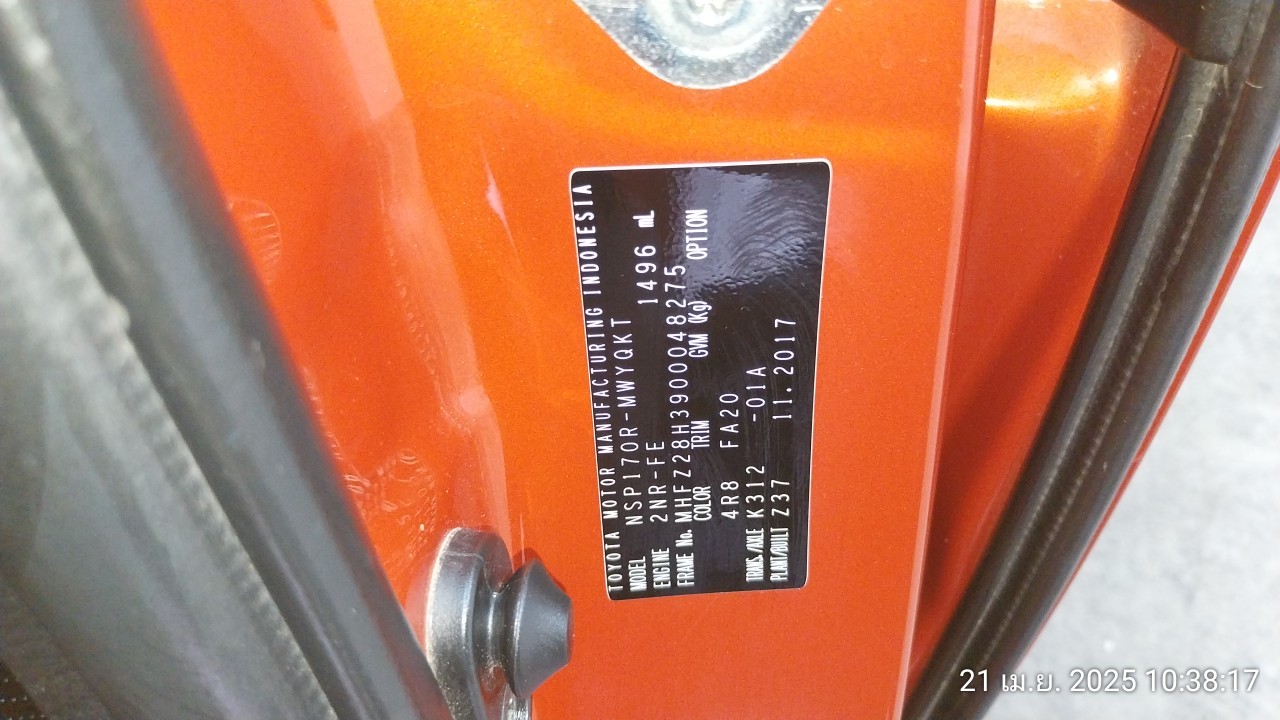 TOYOTA MOTOR MANUFACTURING INDONESIA
MODEL NSP170R-MWYQKT
ENGINE 2NR-FE 1496 mL
FRAME No. MHFZ28H3900048275
COLOR TRIM GVM (Kg) OPTION
4R8 FA20
TRANS./AXLE K312 -01A
PLANT/BUILT Z37 11.2017
21 เม.ย. 2025 10:38:17